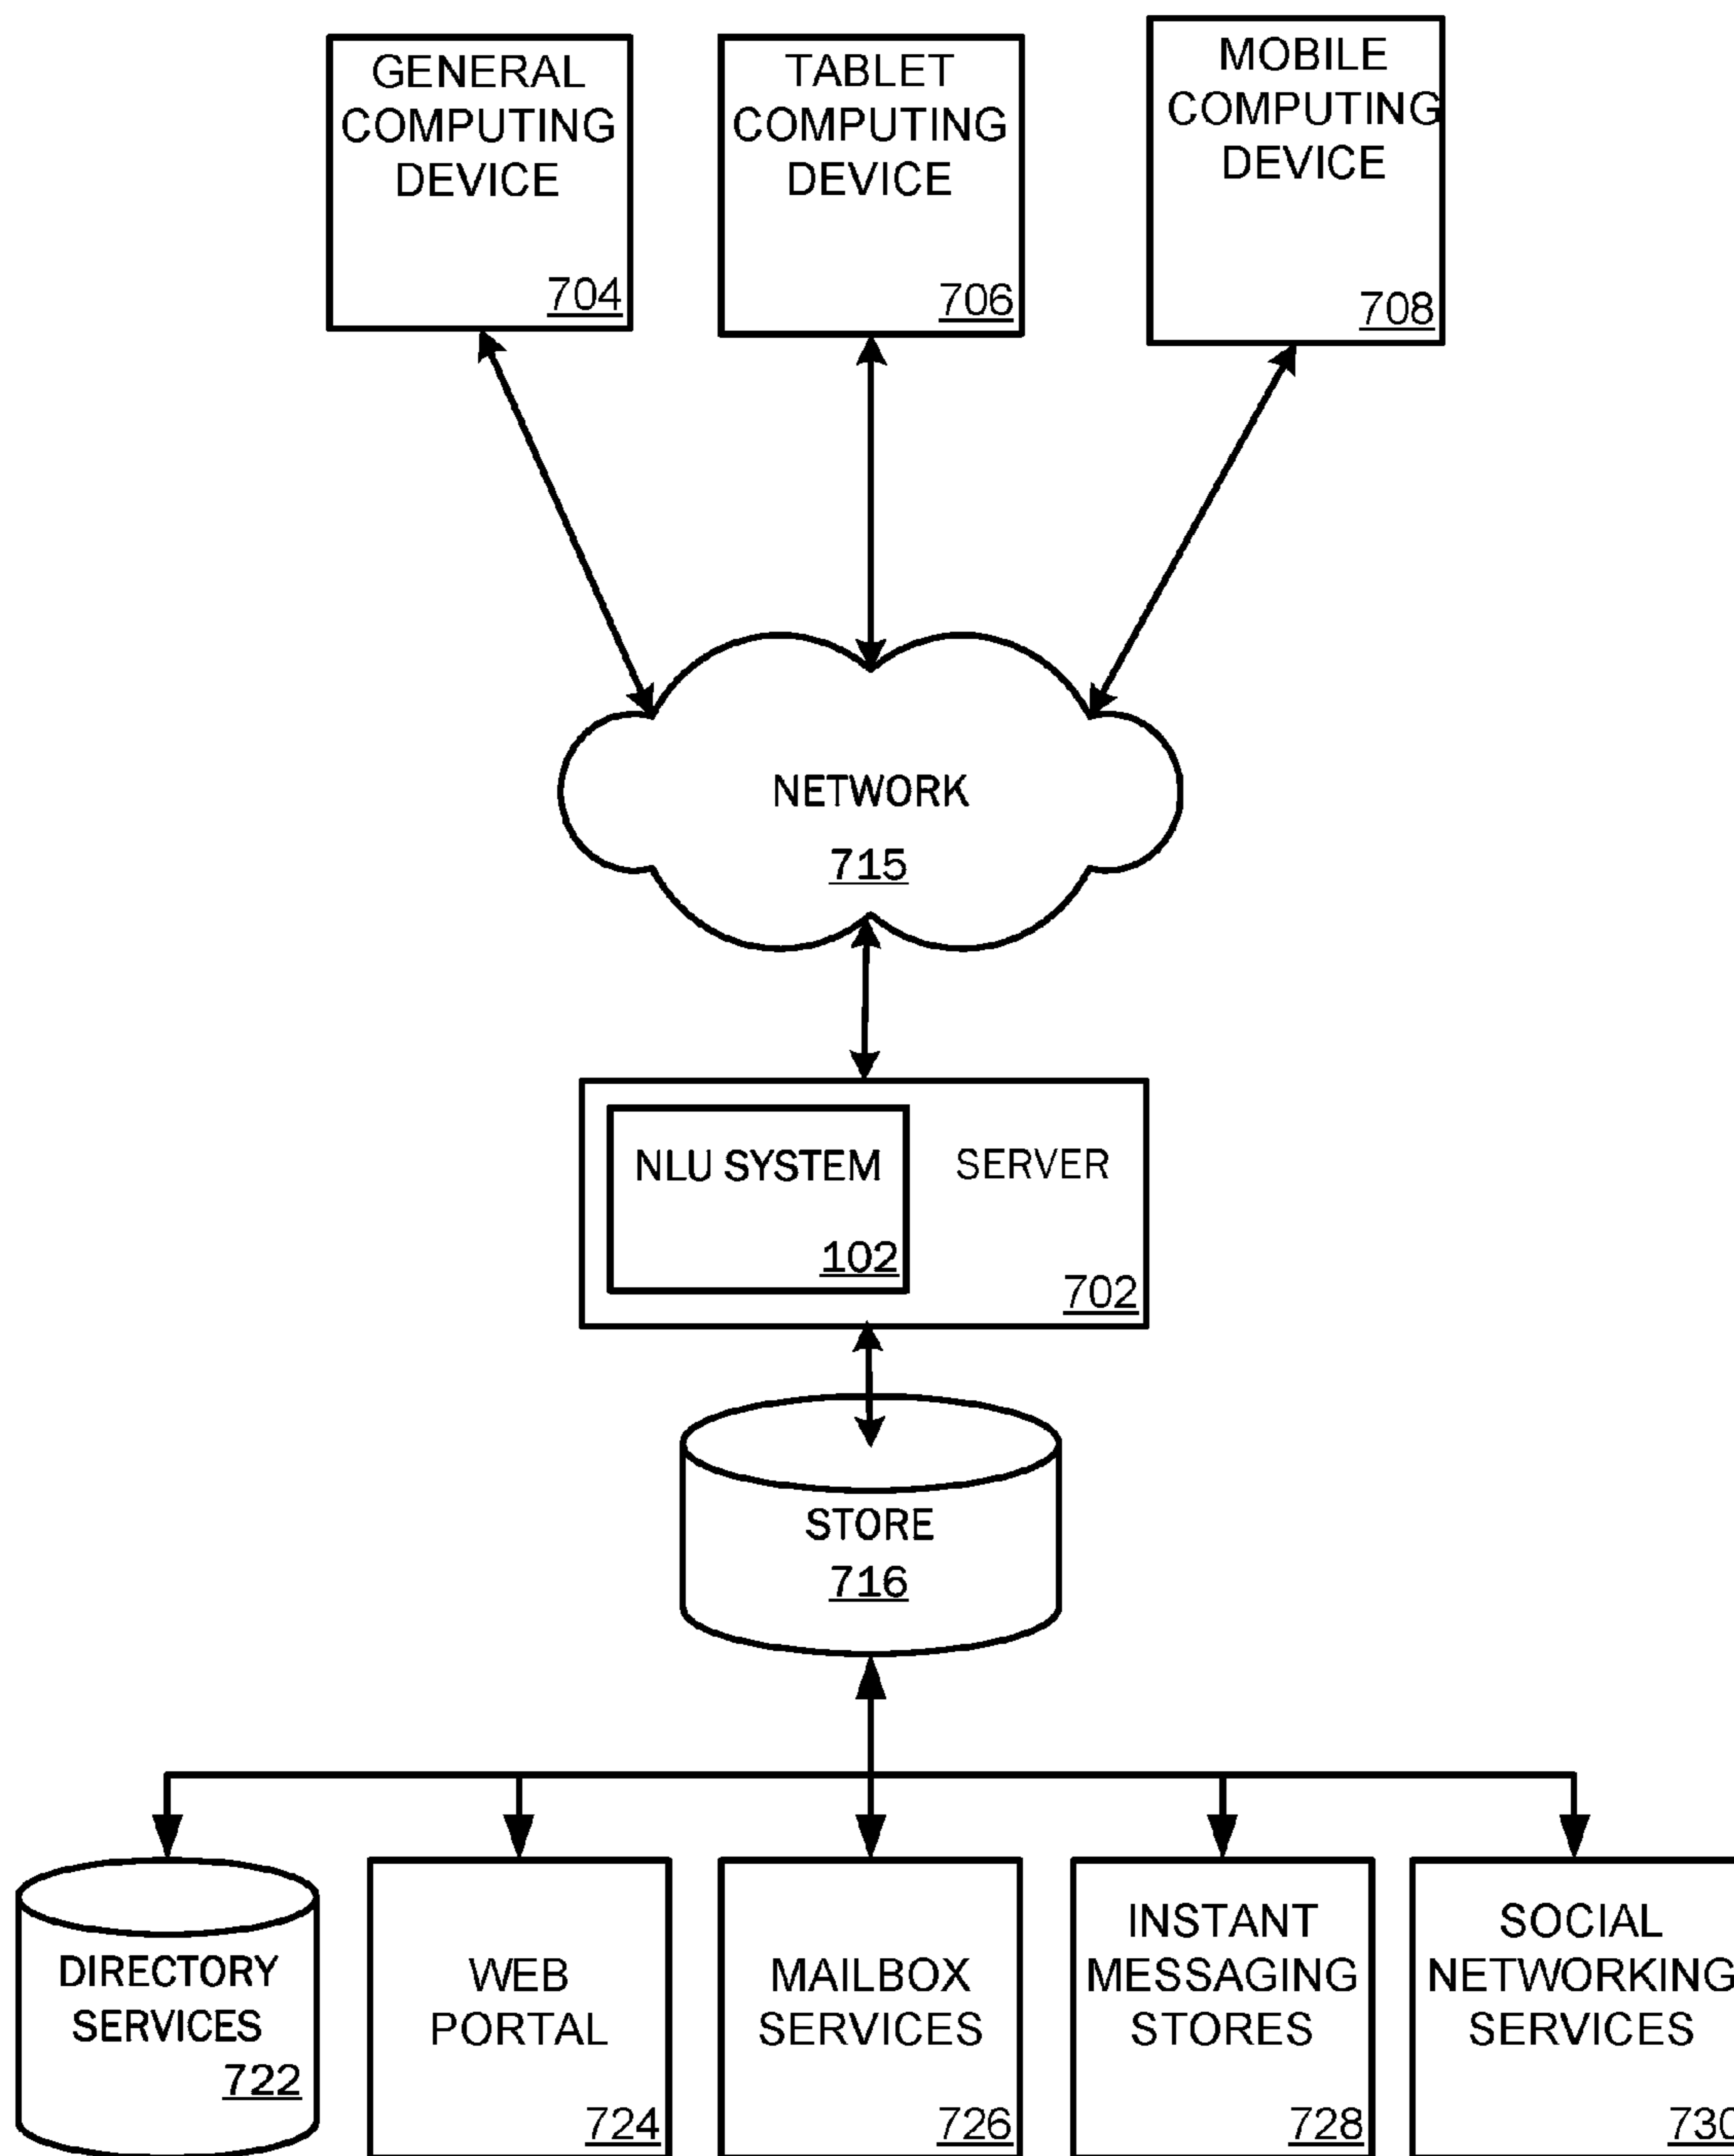 GENERAL
COMPUTING
DEVICE
704
TABLET
COMPUTING
DEVICE
706
MOBILE
COMPUTING
DEVICE
708
NETWORK
715
NLU SYSTEM
102
SERVER
702
STORE
716
DIRECTORY
SERVICES
722
WEB
PORTAL
724
MAILBOX
SERVICES
726
INSTANT
MESSAGING
STORES
728
SOCIAL
NETWORKING
SERVICES
730